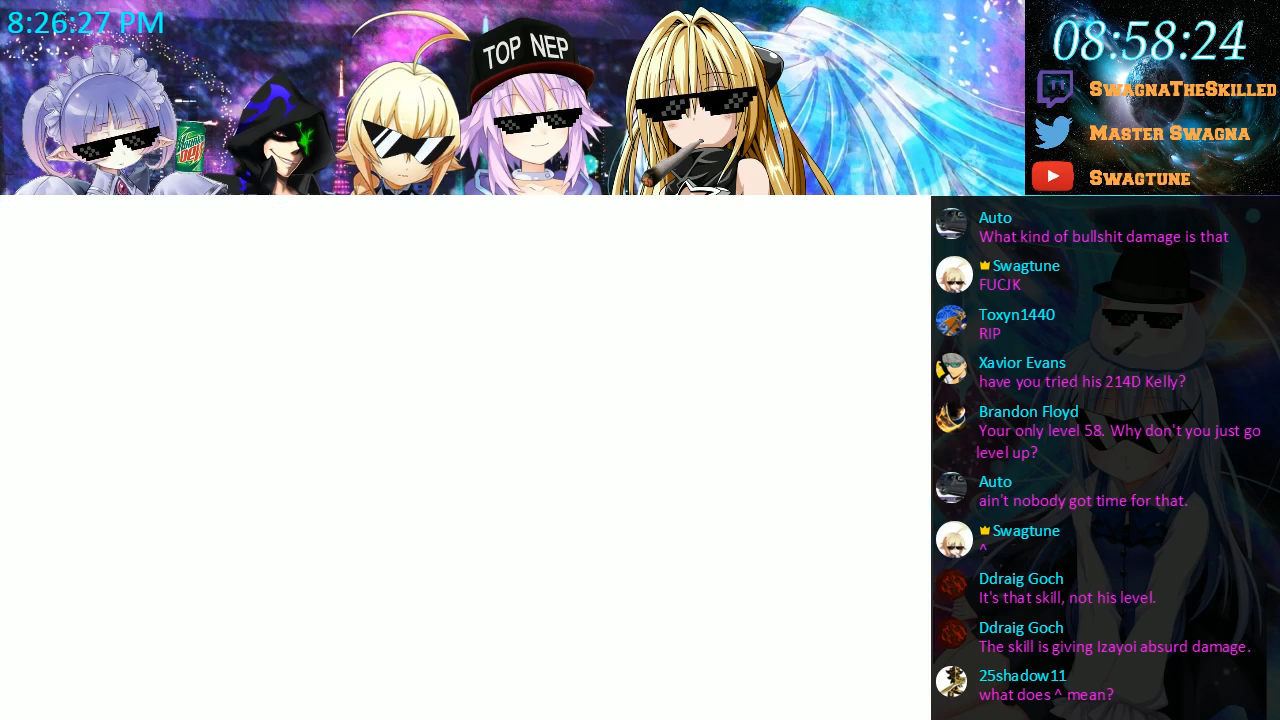 8:26:27 PM
TOP NEP
08:58:24
SwagnaTheSkilled
Master Swagna
Swagtune
Auto
What kind of bullshit damage is that
Swagtune
FUCJK
Toxyn1440
RIP
Xavior Evans
have you tried his 214D Kelly?
Brandon Floyd
Your only level 58. Why don't you just go
level up?
Auto
ain't nobody got time for that.
Swagtune
^
Ddraig Goch
It's that skill, not his level.
Ddraig Goch
The skill is giving Izayoi absurd damage.
25shadow11
what does ^ mean?